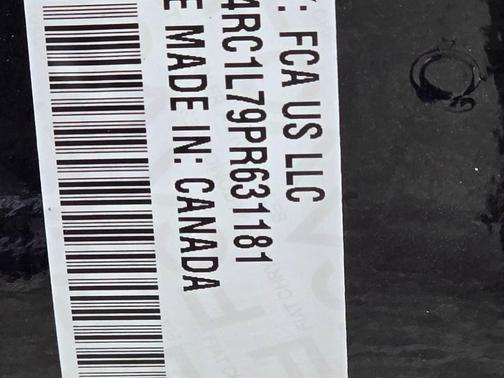 : FCA US LLC
4RC1L79PR631181
E MADE IN: CANADA